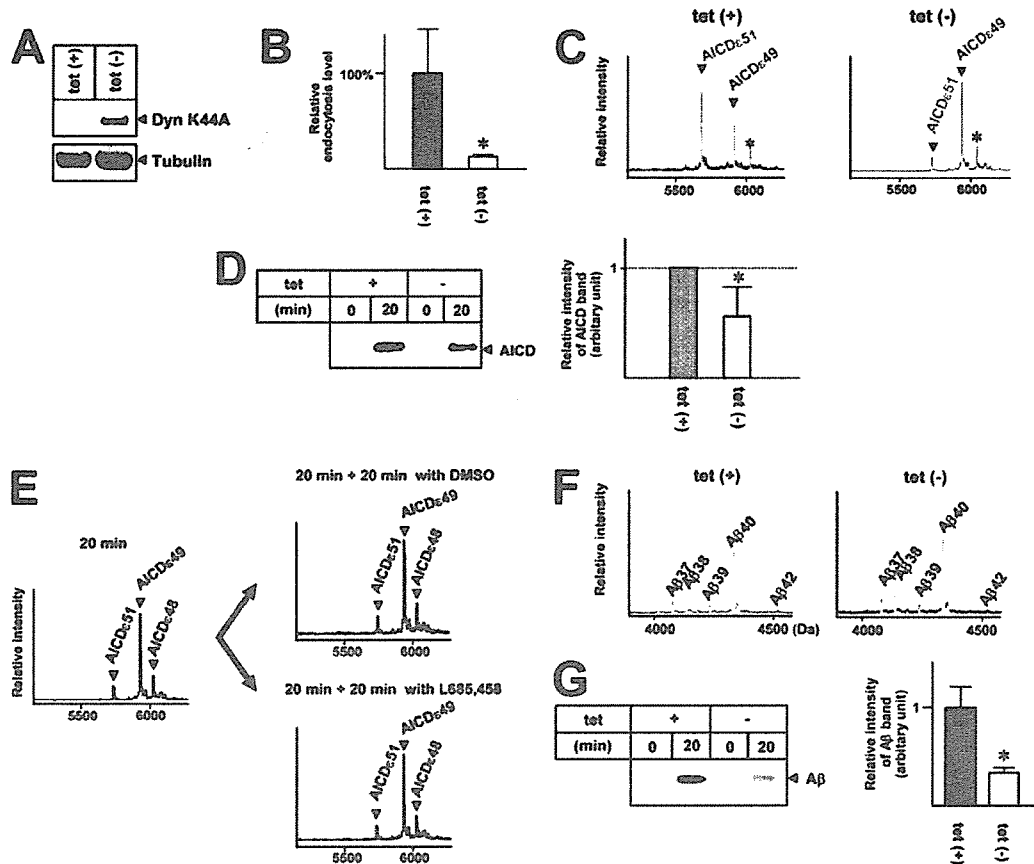 A
tet (+)
tet (-)
Dyn K44A
Tubulin
B
Relative
endocytosis level
100%
*
tet (+)
tet (-)
C
tet (+)
Relative intensity
AICDε51
AICDε49
*
5500
6000
tet (-)
AICDε51
AICDε49
*
5500
6000
D
tet
+
-
(min)
0
20
0
20
AICD
Relative intensity
of AICD band
(arbitary unit)
1
*
tet (+)
tet (-)
E
20 min
Relative intensity
AICDε51
AICDε49
AICDε48
5500
6000
20 min + 20 min with DMSO
AICDε51
AICDε49
AICDε48
5500
6000
20 min + 20 min with L685,458
AICDε51
AICDε49
AICDε48
5500
6000
F
tet (+)
Relative intensity
Aβ37
Aβ38
Aβ39
Aβ40
Aβ42
4000
4500 (Da)
tet (-)
Aβ37
Aβ38
Aβ39
Aβ40
Aβ42
4000
4500
G
tet
+
-
(min)
0
20
0
20
Aβ
Relative intensity
of Aβ band
(arbitary unit)
1
*
tet (+)
tet (-)